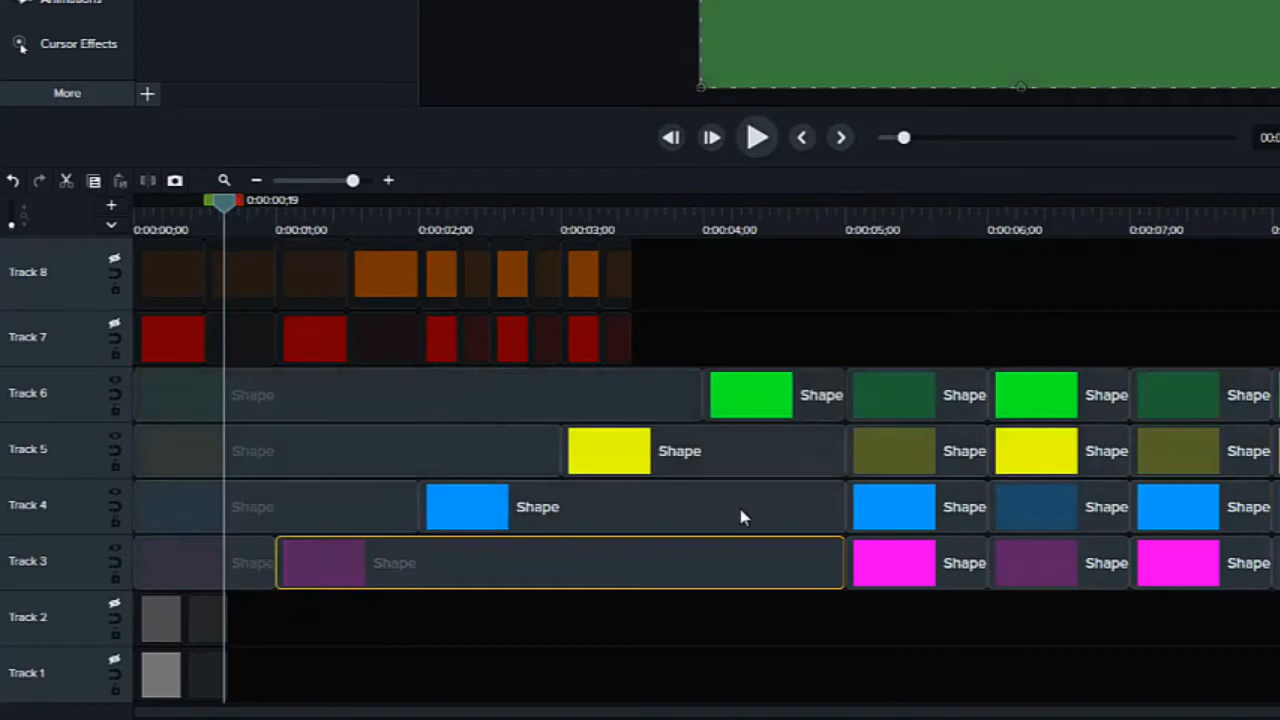 Animations
Cursor Effects
More
00:0
0:00:00;19
0:00:00;00 0:00:01;00 0:00:02;00 0:00:03;00 0:00:04;00 0:00:05;00 0:00:06;00 0:00:07;00
Track 8
Track 7
Track 6 Shape Shape Shape Shape Shape
Track 5 Shape Shape Shape Shape Shape
Track 4 Shape Shape Shape Shape Shape
Track 3 Shape Shape Shape Shape Shape
Track 2
Track 1